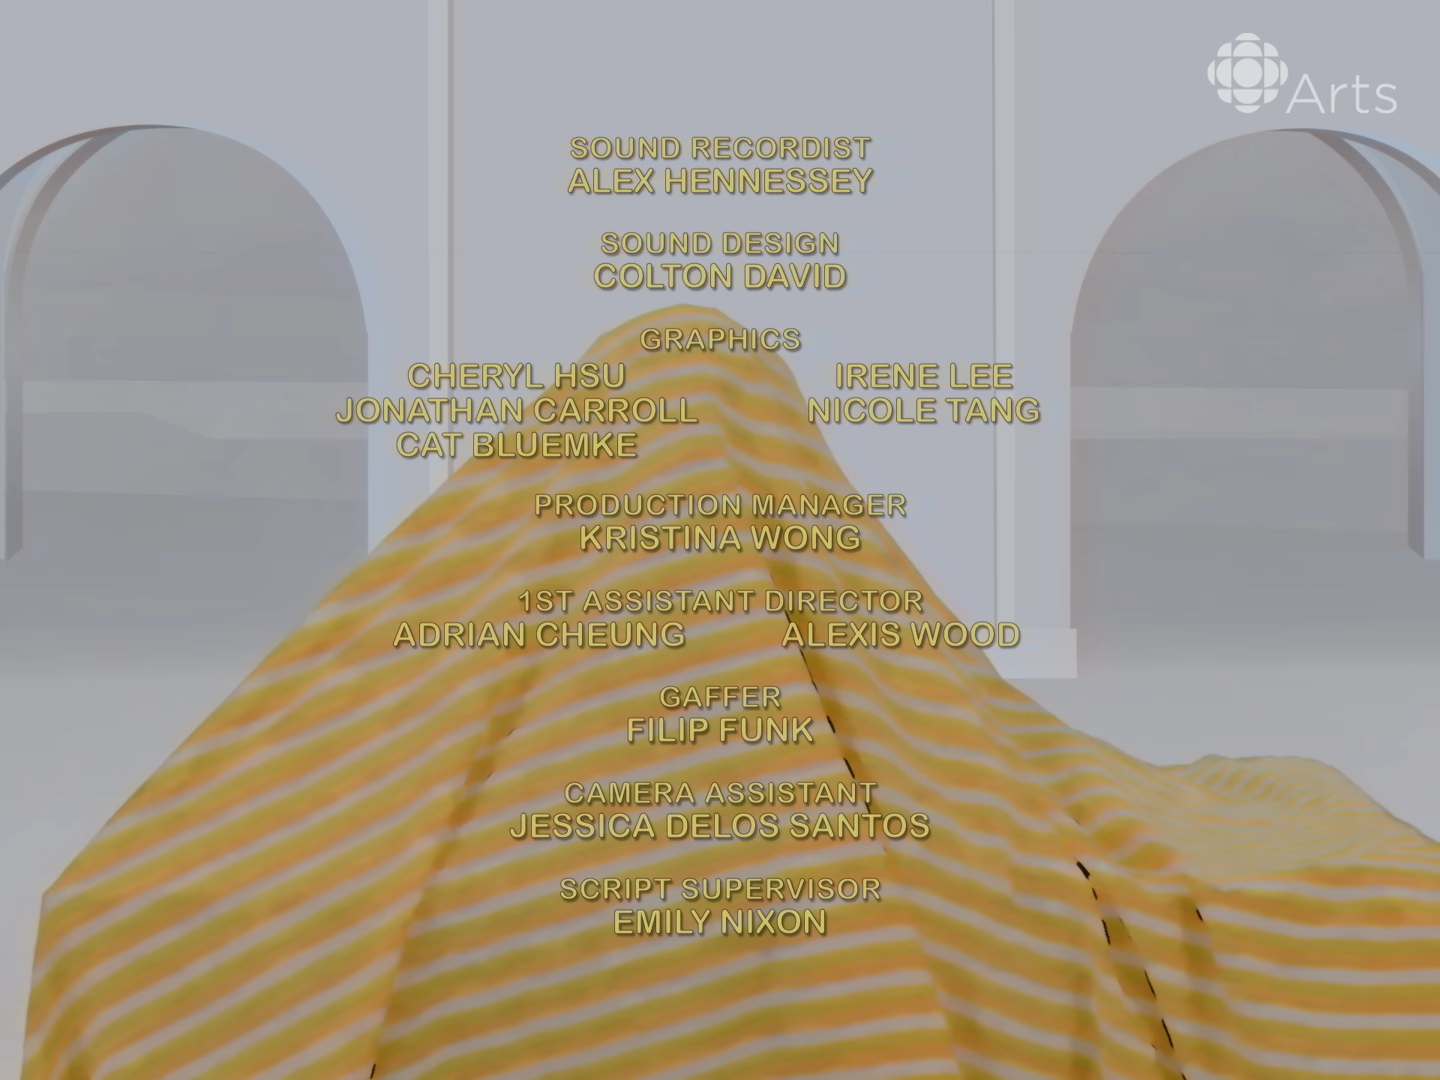 Arts
SOUND RECORDIST
ALEX HENNESSEY
SOUND DESIGN
COLTON DAVID
GRAPHICS
CHERYL HSU
JONATHAN CARROLL
CAT BLUEMKE
IRENE LEE
NICOLE TANG
PRODUCTION MANAGER
KRISTINA WONG
1ST ASSISTANT DIRECTOR
ADRIAN CHEUNG
ALEXIS WOOD
GAFFER
FILIP FUNK
CAMERA ASSISTANT
JESSICA DELOS SANTOS
SCRIPT SUPERVISOR
EMILY NIXON